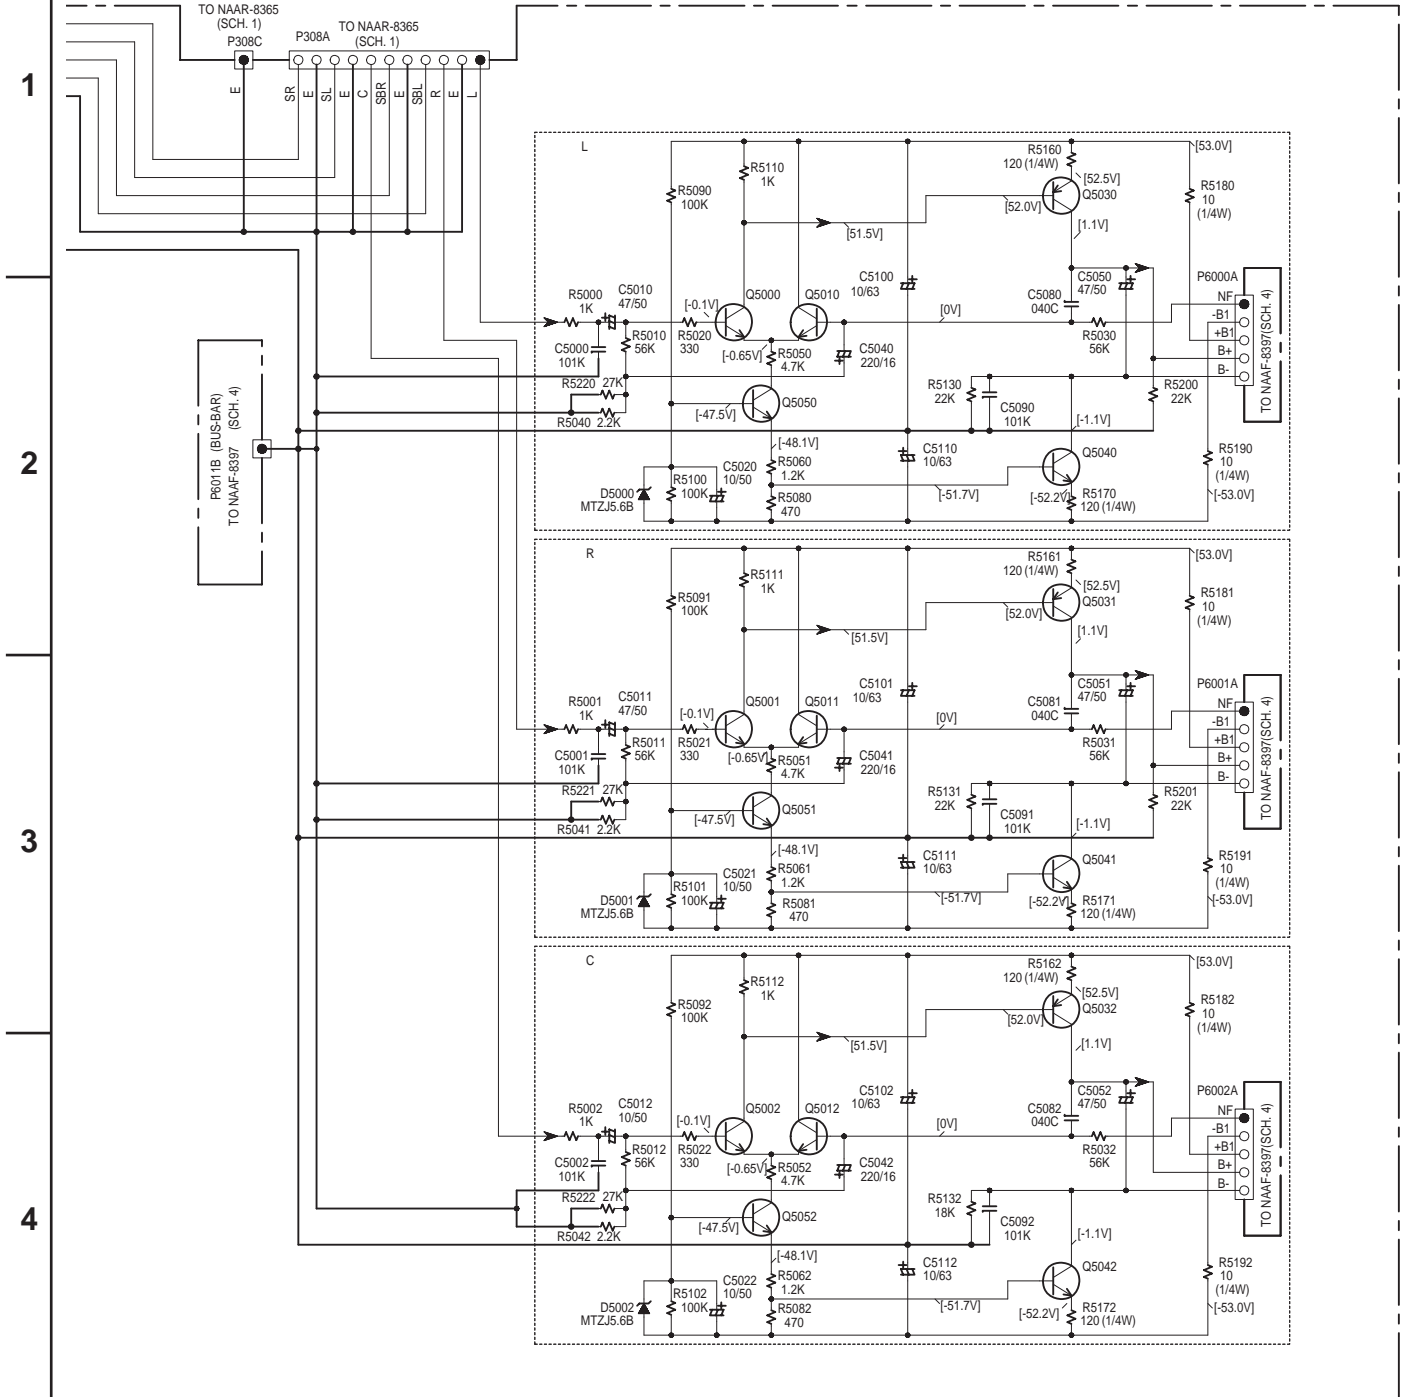 TO NAAR-8365
(SCH. 1)
P308C
P308A
TO NAAR-8365
(SCH. 1)
E
SR
E
SL
E
C
SBR
E
SBL
R
E
L
1
2
3
4
P6011B (BUS-BAR)
TO NAAF-8397 (SCH. 4)
L
R5090
100K
R5110
1K
[51.5V]
R5160
120 (1/4W)
[52.5V]
Q5030
[52.0V]
[1.1V]
[53.0V]
R5180
10
(1/4W)
R5000
1K
C5010
47/50
C5000
101K
R5010
56K
R5220 27K
R5040 2.2K
[-0.1V]
R5020
330
Q5000
Q5010
[-0.65V]
R5050
4.7K
C5040
220/16
C5100
10/63
[0V]
C5080
040C
C5050
47/50
R5030
56K
P6000A
NF
-B1
+B1
B+
B-
TO NAAF-8397(SCH. 4)
[-47.5V]
Q5050
R5130
22K
C5090
101K
R5200
22K
[-1.1V]
[-48.1V]
R5060
1.2K
R5080
470
C5110
10/63
[-51.7V]
Q5040
[-52.2V]
R5170
120 (1/4W)
R5190
10
(1/4W)
[-53.0V]
D5000
MTZJ5.6B
R5100
100K
C5020
10/50
R
R5091
100K
R5111
1K
[51.5V]
R5161
120 (1/4W)
[52.5V]
Q5031
[52.0V]
[1.1V]
[53.0V]
R5181
10
(1/4W)
R5001
1K
C5011
47/50
C5001
101K
R5011
56K
R5221 27K
R5041 2.2K
[-0.1V]
R5021
330
Q5001
Q5011
[-0.65V]
R5051
4.7K
C5041
220/16
C5101
10/63
[0V]
C5081
040C
C5051
47/50
R5031
56K
P6001A
NF
-B1
+B1
B+
B-
TO NAAF-8397(SCH. 4)
[-47.5V]
Q5051
R5131
22K
C5091
101K
R5201
22K
[-1.1V]
[-48.1V]
R5061
1.2K
R5081
470
C5111
10/63
[-51.7V]
Q5041
[-52.2V]
R5171
120 (1/4W)
R5191
10
(1/4W)
[-53.0V]
D5001
MTZJ5.6B
R5101
100K
C5021
10/50
C
R5092
100K
R5112
1K
[51.5V]
R5162
120 (1/4W)
[52.5V]
Q5032
[52.0V]
[1.1V]
[53.0V]
R5182
10
(1/4W)
R5002
1K
C5012
10/50
C5002
101K
R5012
56K
R5222 27K
R5042 2.2K
[-0.1V]
R5022
330
Q5002
Q5012
[-0.65V]
R5052
4.7K
C5042
220/16
C5102
10/63
[0V]
C5082
040C
C5052
47/50
R5032
56K
P6002A
NF
-B1
+B1
B+
B-
TO NAAF-8397(SCH. 4)
[-47.5V]
Q5052
R5132
18K
C5092
101K
[-1.1V]
[-48.1V]
R5062
1.2K
R5082
470
C5112
10/63
[-51.7V]
Q5042
[-52.2V]
R5172
120 (1/4W)
R5192
10
(1/4W)
[-53.0V]
D5002
MTZJ5.6B
R5102
100K
C5022
10/50